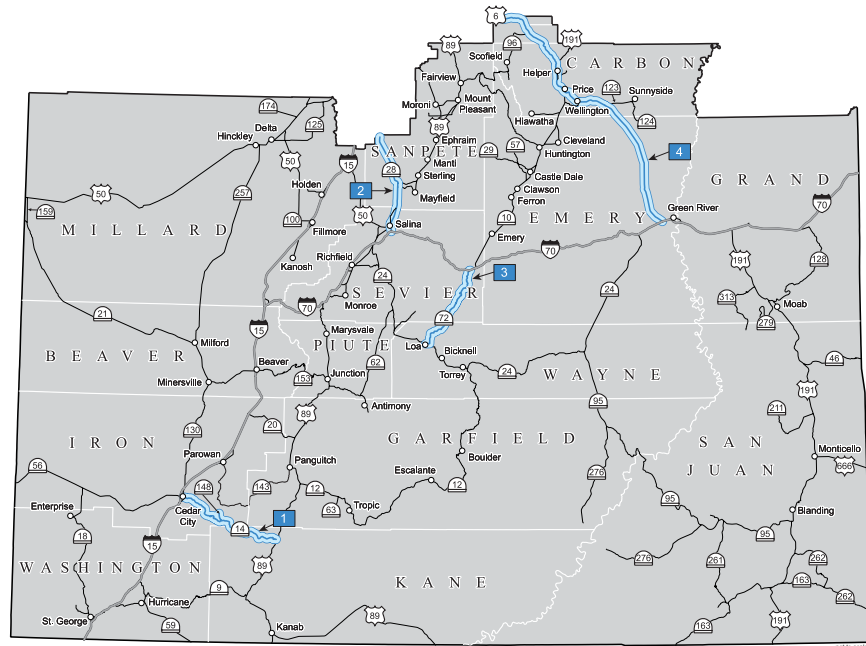 6
89
96
191
Scofield
CARBON
Helper
Fairview
Price
123
Sunnyside
Moroni
Mount
Pleasant
Wellington
Hiawatha
124
174
125
Delta
Hinckley
89
Ephraim
SANPETE
29
57
Cleveland
Huntington
4
15
50
28
Manti
Sterling
Castle Dale
Clawson
Ferron
GRAND
50
257
Holden
2
Mayfield
159
100
50
Salina
10
EMERY
Green River
70
MILLARD
Fillmore
Emery
70
Kanosh
Richfield
191
128
24
3
SEVIER
24
Monroe
70
313
Moab
21
15
72
279
Marysvale
PIUTE
Loa
Bicknell
BEAVER
Milford
Beaver
62
Torrey
24
WAYNE
46
Minersville
153
Junction
191
89
Antimony
95
211
20
130
IRON
GARFIELD
SAN
JUAN
Parowan
Panguitch
Boulder
Monticello
56
Escalante
276
666
148
143
12
12
Enterprise
Cedar
City
63
Tropic
95
1
14
Blanding
18
15
95
WASHINGTON
89
276
261
262
KANE
163
9
262
Hurricane
St. George
59
Kanab
89
163
191